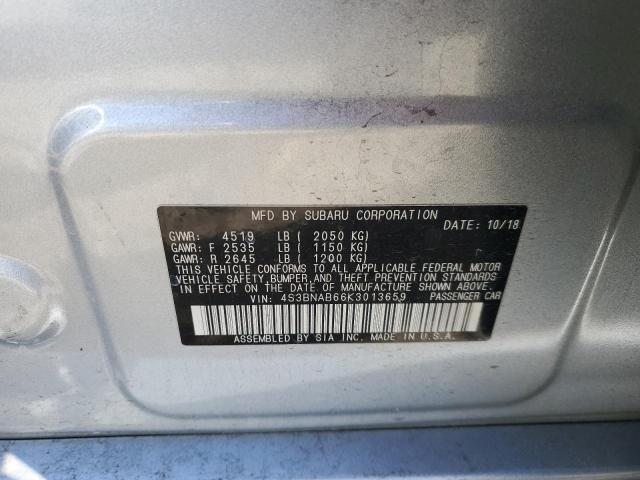 MFD BY SUBARU CORPORATION
DATE: 10/18
GVWR: 4519 LB ( 2050 KG)
GAWR: F 2535 LB ( 1150 KG)
GAWR: R 2645 LB ( 1200 KG)
THIS VEHICLE CONFORMS TO ALL APPLICABLE FEDERAL MOTOR
VEHICLE SAFETY,BUMPER,AND THEFT PREVENTION STANDARDS
IN EFFECT ON THE DATE OF MANUFACTURE SHOWN ABOVE.
VIN: 4S3BNAB66K3013659 PASSENGER CAR
ASSEMBLED BY SIA INC. MADE IN U.S.A.